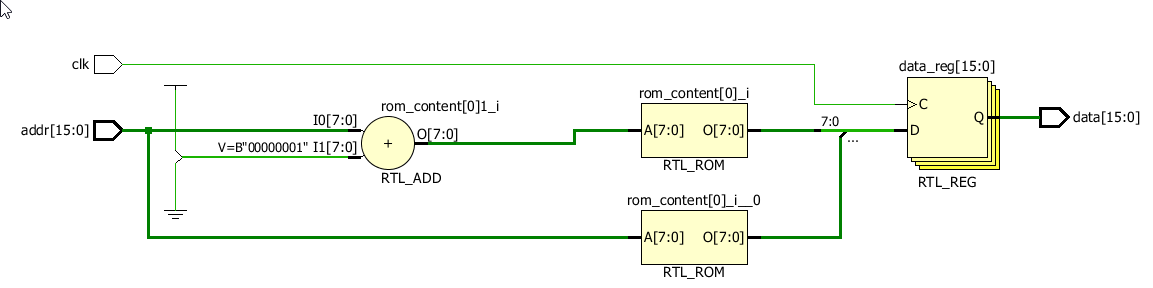 clk
addr[15:0]
V=B"00000001"
I0[7:0]
I1[7:0]
rom_content[0]1_i
+
O[7:0]
RTL_ADD
rom_content[0]_i
A[7:0] O[7:0]
RTL_ROM
rom_content[0]_i__0
A[7:0] O[7:0]
RTL_ROM
7:0
...
data_reg[15:0]
C
D
Q
RTL_REG
data[15:0]